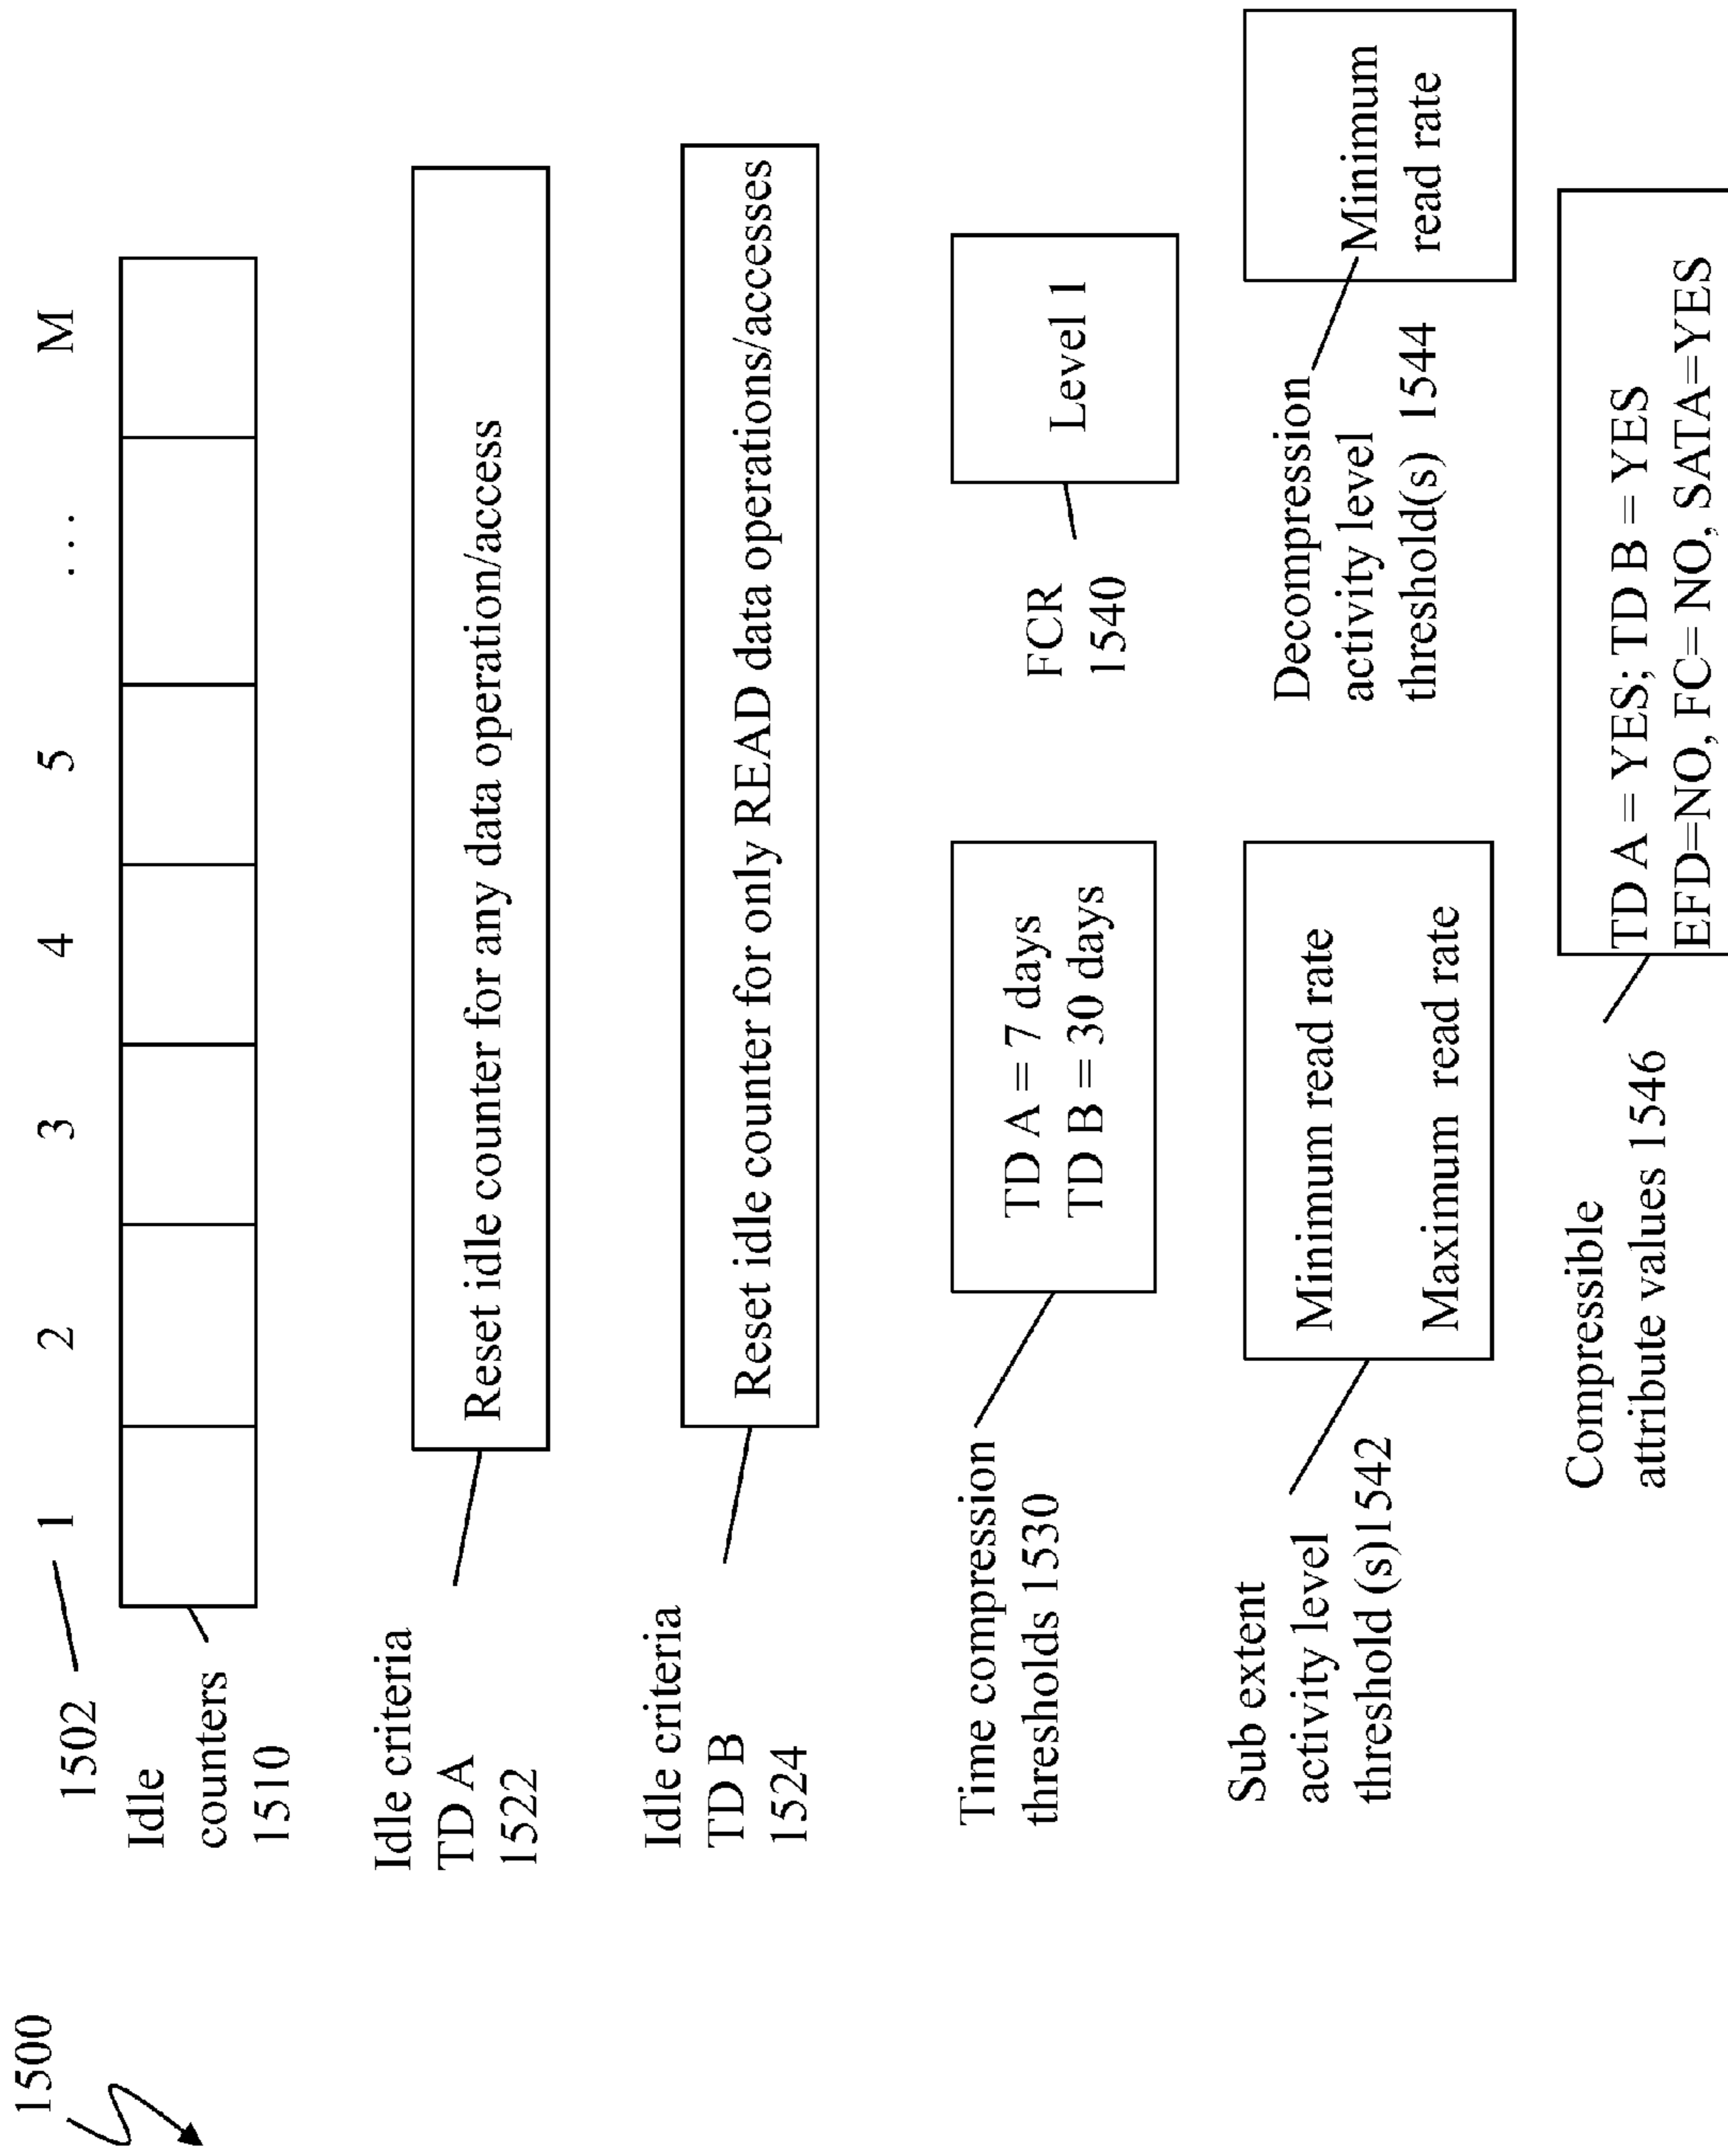 1500
1502
1 2 3 4 5 ... M
Idle
counters
1510
Idle criteria
TD A
1522
Reset idle counter for any data operation/access
Idle criteria
TD B
1524
Reset idle counter for only READ data operations/accesses
Time compression
thresholds 1530
TD A = 7 days
TD B = 30 days
FCR
1540
Level 1
Sub extent
activity level
threshold (s)1542
Minimum read rate
Maximum read rate
Decompression
activity level
threshold(s) 1544
Minimum
read rate
Compressible
attribute values 1546
TD A = YES; TD B = YES
EFD=NO, FC= NO, SATA=YES